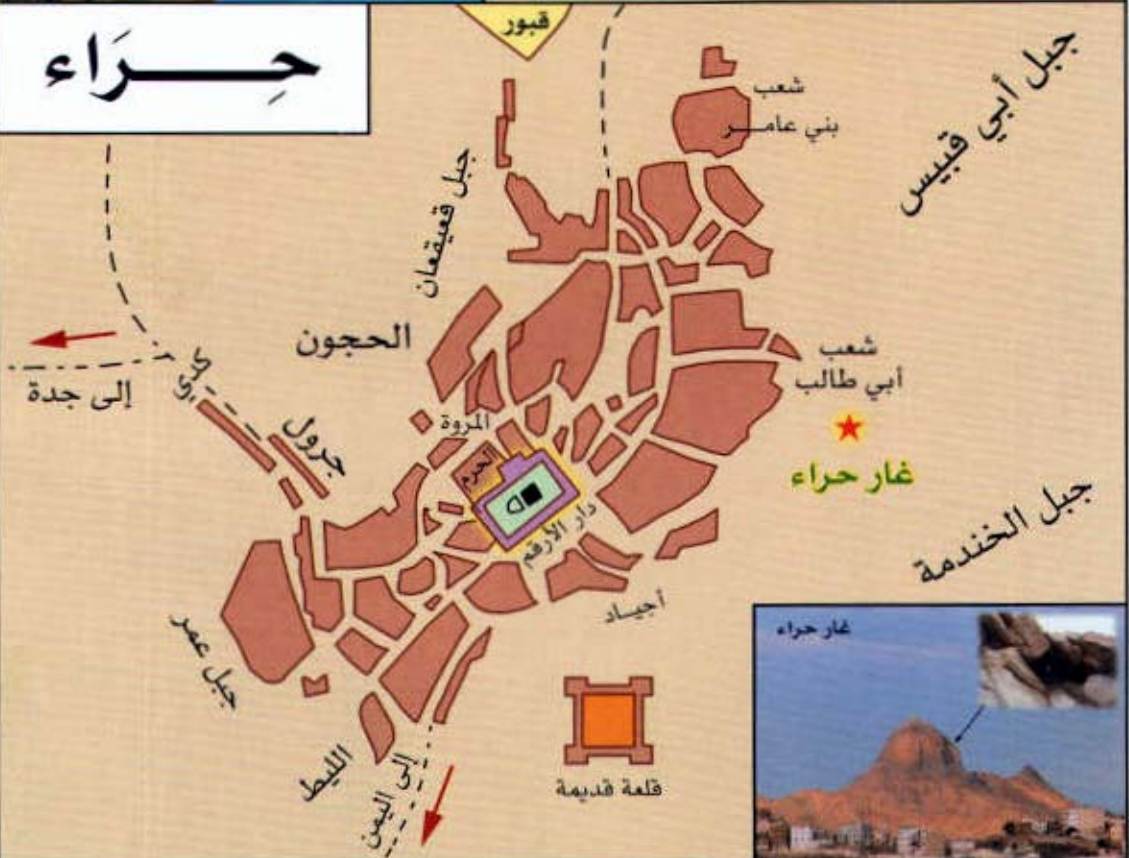 حِـــرَاء
قبور
شعب
بني عامـــر
جبل أبي قبيس
جبل قعيقعان
الحجون
كدي
إلى جدة
جرول
شعب
أبي طالب
المروة
الحرم
غار حراء
دار الأرقم
جبل الخندمة
أجياد
جبل عمر
غار حراء
الليط
إلى اليمن
قلعة قديمة